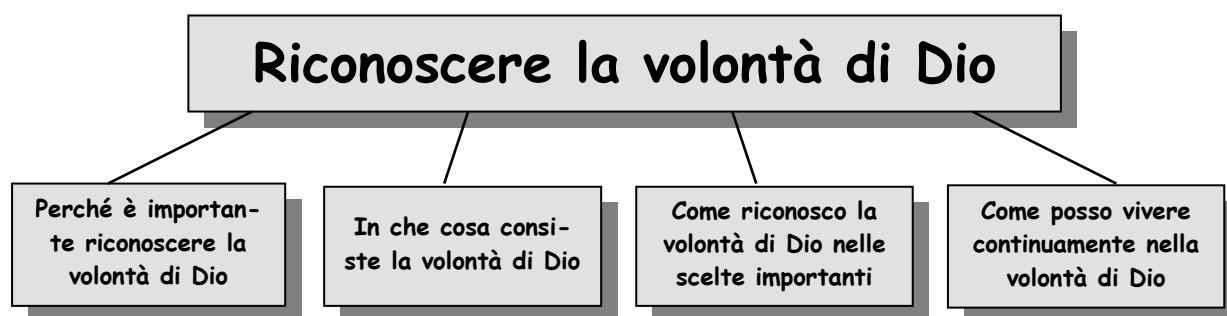 Riconoscere la volontà di Dio
Perché è importan-
te riconoscere la
volontà di Dio
In che cosa consi-
ste la volontà di Dio
Come riconosco la
volontà di Dio nelle
scelte importanti
Come posso vivere
continuamente nella
volontà di Dio